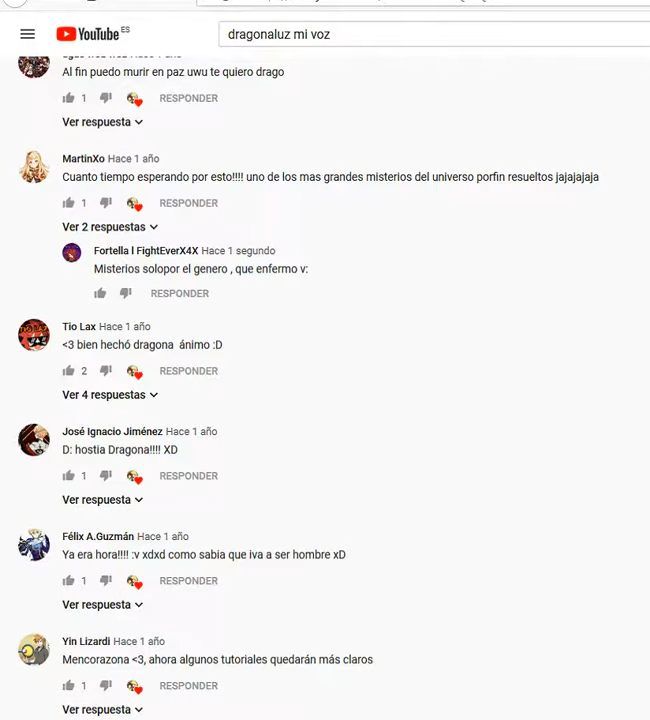 YouTube ES
dragonaluz mi voz
Al fin puedo murir en paz uwu te quiero drago
1 RESPONDER
Ver respuesta
MartinXo Hace 1 año
Cuanto tiempo esperando por esto!!!! uno de los mas grandes misterios del universo porfin resueltos jajajajaja
1 RESPONDER
Ver 2 respuestas
Fortella l FightEverX4X Hace 1 segundo
Misterios solopor el genero , que enfermo v:
RESPONDER
Tio Lax Hace 1 año
<3 bien hechó dragona ánimo :D
2 RESPONDER
Ver 4 respuestas
José Ignacio Jiménez Hace 1 año
D: hostia Dragona!!!! XD
1 RESPONDER
Ver respuesta
Félix A.Guzmán Hace 1 año
Ya era hora!!!! :v xdxd como sabia que iva a ser hombre xD
1 RESPONDER
Ver respuesta
Yin Lizardi Hace 1 año
Mencorazona <3, ahora algunos tutoriales quedarán más claros
1 RESPONDER
Ver respuesta